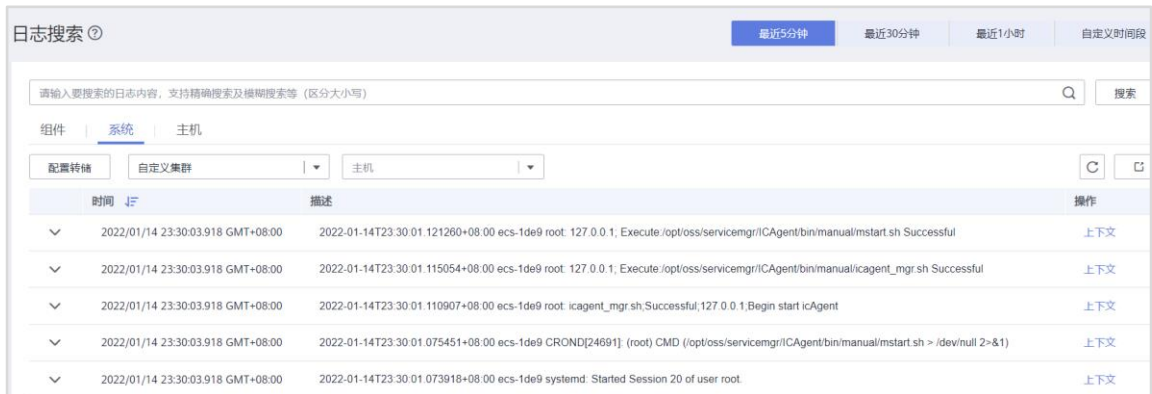 日志搜索
最近5分钟 最近30分钟 最近1小时 自定义时间段
请输入要搜索的日志内容，支持精确搜索及模糊搜索等（区分大小写） 搜索
组件 系统 主机
配置转储 自定义集群 主机
时间 描述 操作
2022/01/14 23:30:03.918 GMT+08:00 2022-01-14T23:30:01.121260+08:00 ecs-1de9 root: 127.0.0.1; Execute:/opt/oss/servicemgr/ICAgent/bin/manual/mstart.sh Successful 上下文
2022/01/14 23:30:03.918 GMT+08:00 2022-01-14T23:30:01.115054+08:00 ecs-1de9 root: 127.0.0.1; Execute:/opt/oss/servicemgr/ICAgent/bin/manual/icagent_mgr.sh Successful 上下文
2022/01/14 23:30:03.918 GMT+08:00 2022-01-14T23:30:01.110907+08:00 ecs-1de9 root: icagent_mgr.sh;Successful;127.0.0.1;Begin start icAgent 上下文
2022/01/14 23:30:03.918 GMT+08:00 2022-01-14T23:30:01.075451+08:00 ecs-1de9 CROND[24691]: (root) CMD (/opt/oss/servicemgr/ICAgent/bin/manual/mstart.sh > /dev/null 2>&1) 上下文
2022/01/14 23:30:03.918 GMT+08:00 2022-01-14T23:30:01.073918+08:00 ecs-1de9 systemd: Started Session 20 of user root. 上下文